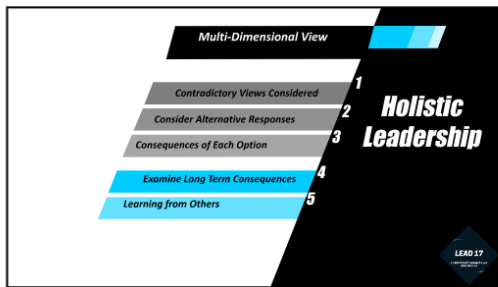 Multi-Dimensional View
Contradictory Views Considered
1
Consider Alternative Responses
2
Consequences of Each Option
3
Examine Long Term Consequences
4
Learning from Others
5
Holistic
Leadership
LEAD 17